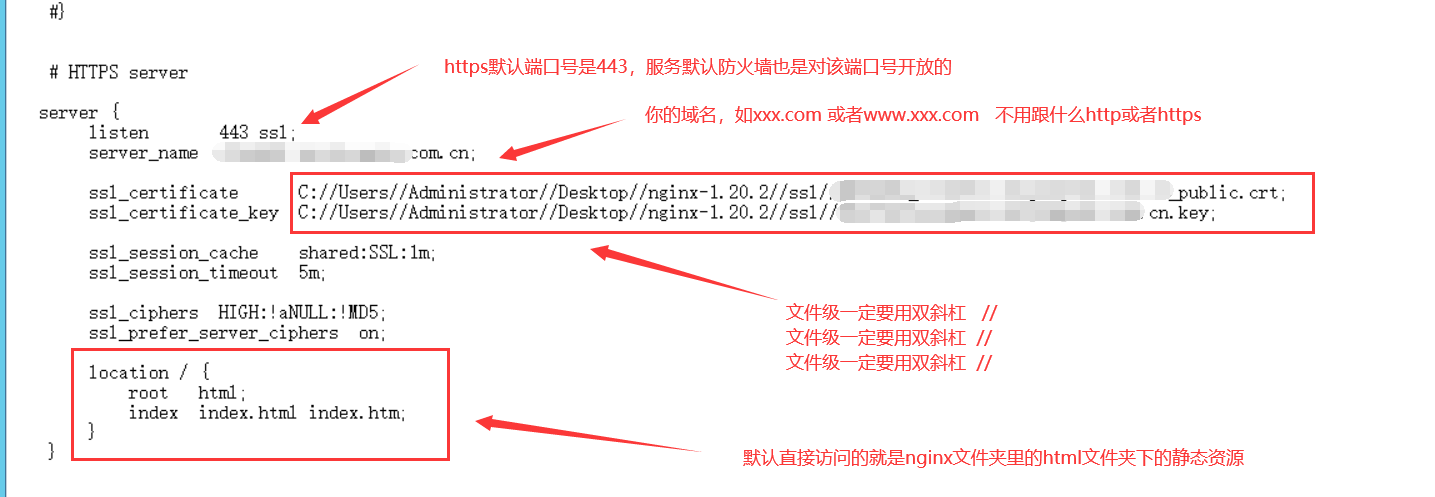 #}
# HTTPS server
https默认端口号是443，服务默认防火墙也是对该端口号开放的
server {
listen 443 ssl;
你的域名，如xxx.com 或者www.xxx.com 不用跟什么http或者https
server_name com.cn;
ssl_certificate C://Users//Administrator//Desktop//nginx-1.20.2//ssl/ _public.crt;
ssl_certificate_key C://Users//Administrator//Desktop//nginx-1.20.2//ssl// .cn.key;
ssl_session_cache shared:SSL:1m;
ssl_session_timeout 5m;
ssl_ciphers HIGH:!aNULL:!MD5;
ssl_prefer_server_ciphers on;
文件级一定要用双斜杠 //
文件级一定要用双斜杠 //
文件级一定要用双斜杠 //
location / {
root html;
index index.html index.htm;
}
}
默认直接访问的就是nginx文件夹里的html文件夹下的静态资源